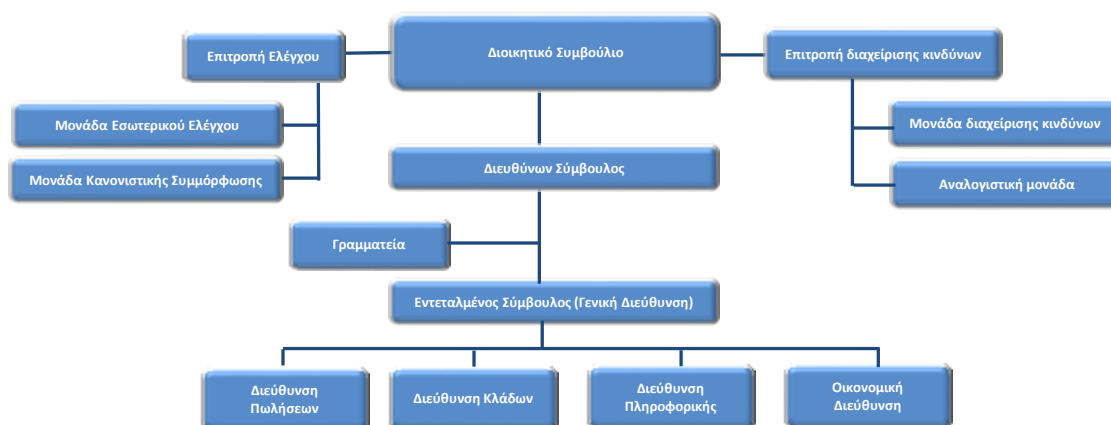 Διοικητικό Συμβούλιο
Επιτροπή Ελέγχου
Επιτροπή διαχείρισης κινδύνων
Μονάδα Εσωτερικού Ελέγχου
Μονάδα διαχείρισης κινδύνων
Μονάδα Κανονιστικής Συμμόρφωσης
Διευθύνων Σύμβουλος
Αναλογιστική μονάδα
Γραμματεία
Εντεταλμένος Σύμβουλος (Γενική Διεύθυνση)
Διεύθυνση
Πωλήσεων
Διεύθυνση Κλάδων
Διεύθυνση
Πληροφορικής
Οικονομική
Διεύθυνση